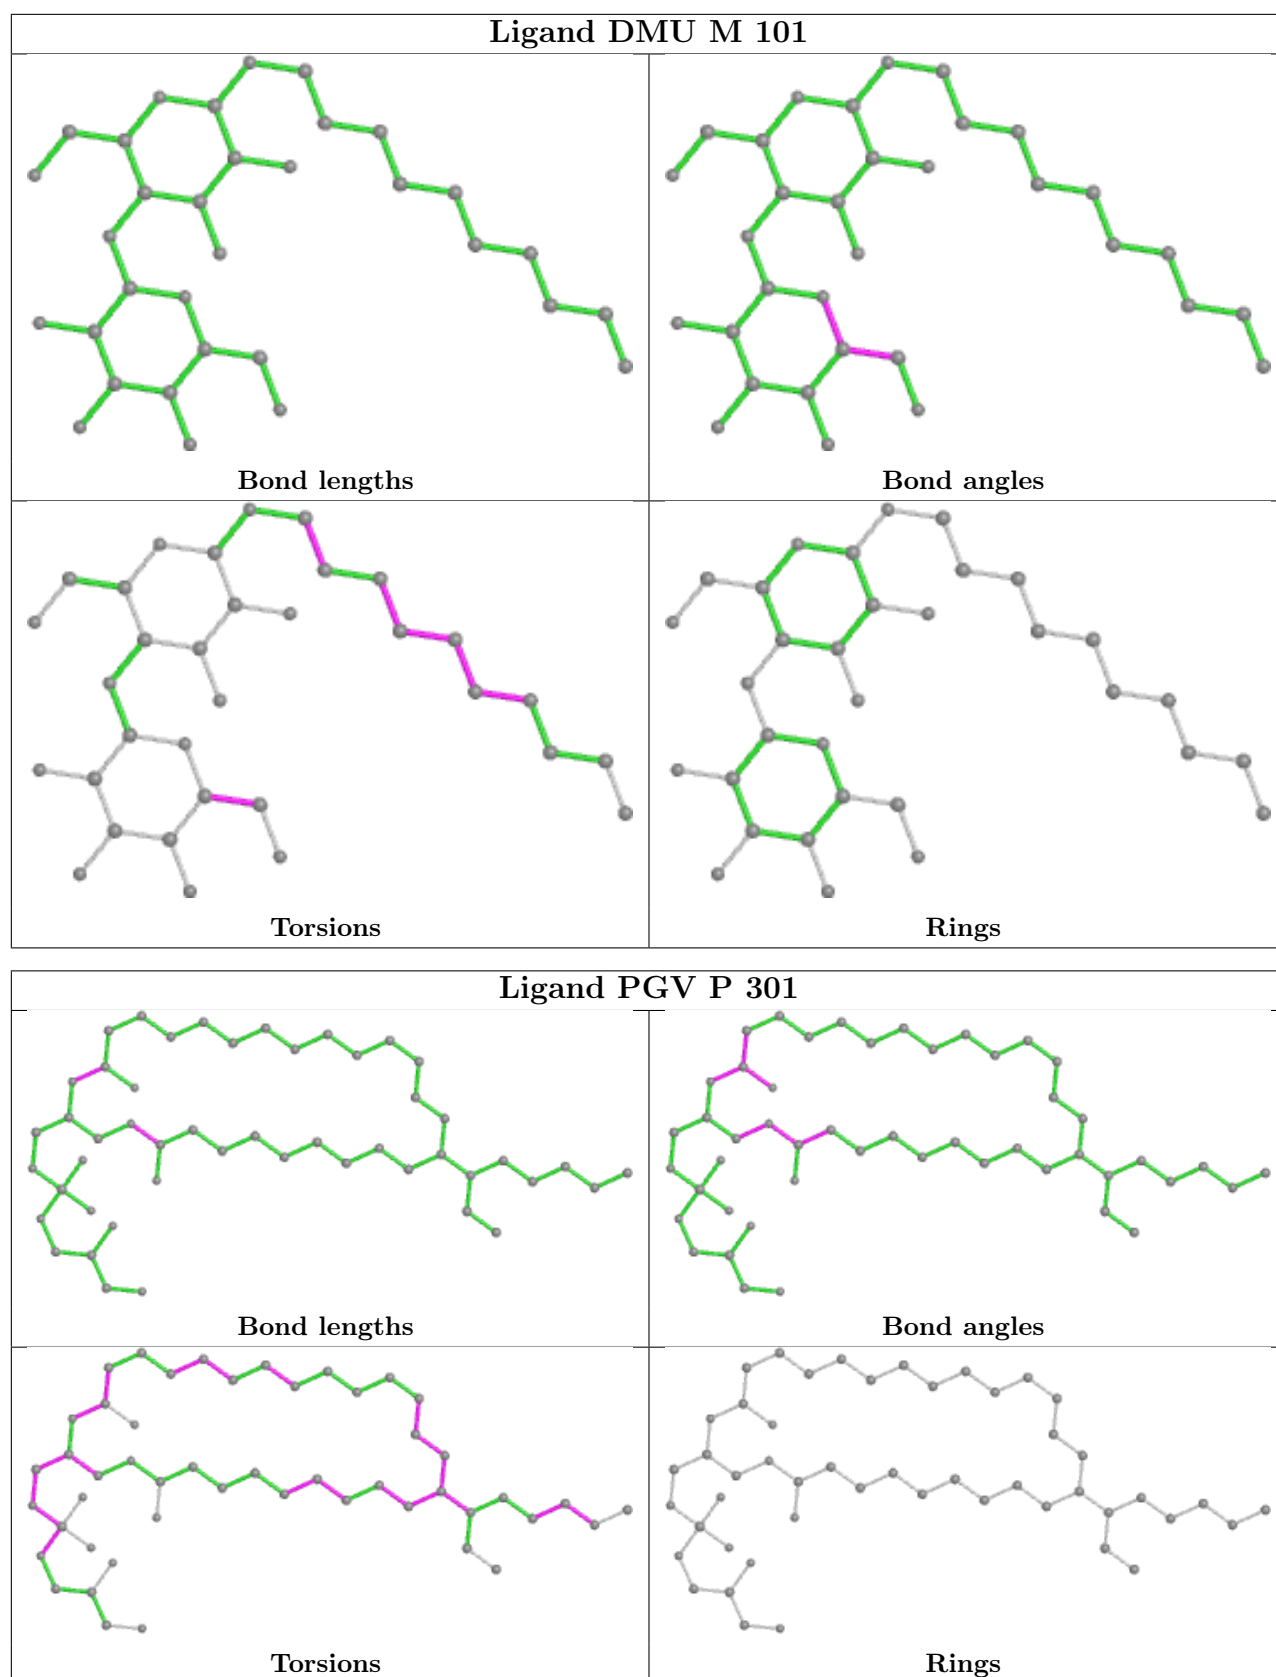 Ligand DMU M 101
Bond lengths
Bond angles
Torsions
Rings
Ligand PGV P 301
Bond lengths
Bond angles
Torsions
Rings